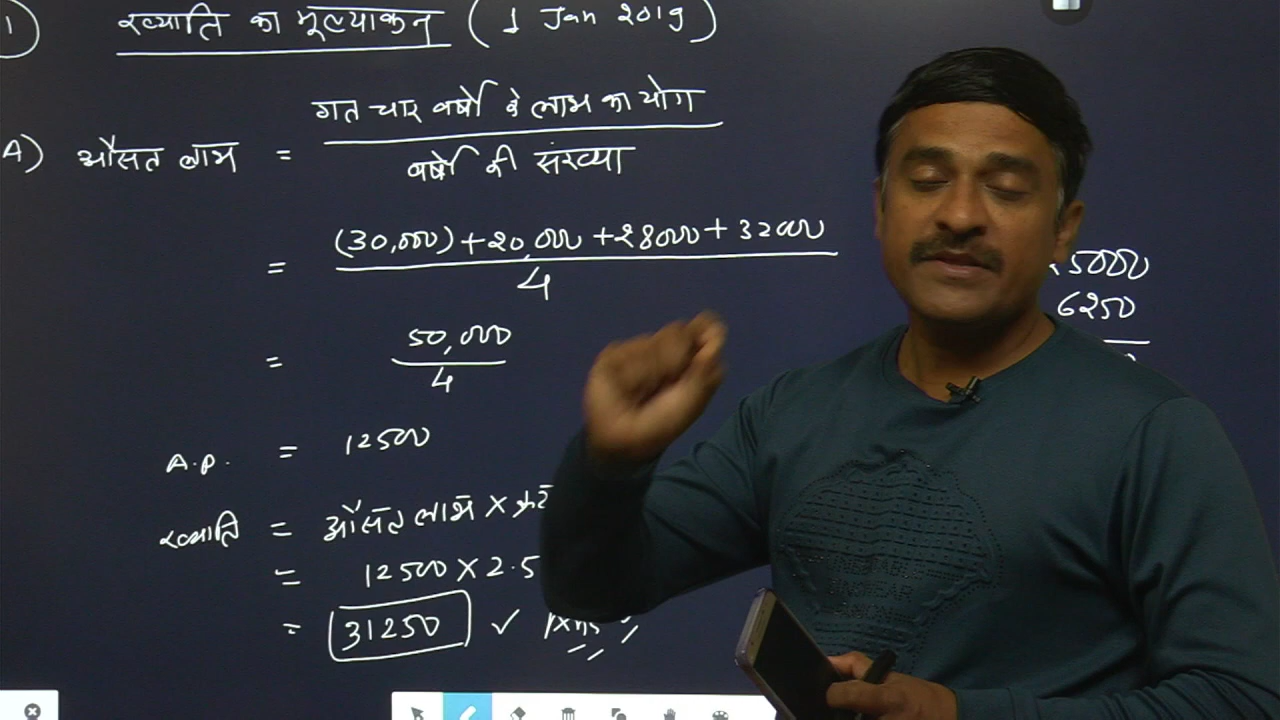 1) ख्याति का मूल्याकन (1 Jan 2019)
A) औसत लाभ = गत चार वर्षों के लाभ का योग
वर्षों की संख्या
= (30,000) + 20,000 + 28000 + 32000
4
= 50,000
4
A.P. = 12500
ख्याति = औसत लाभ ×
= 12500 × 2.5
= 31250 ✓ Ans
5000
6250